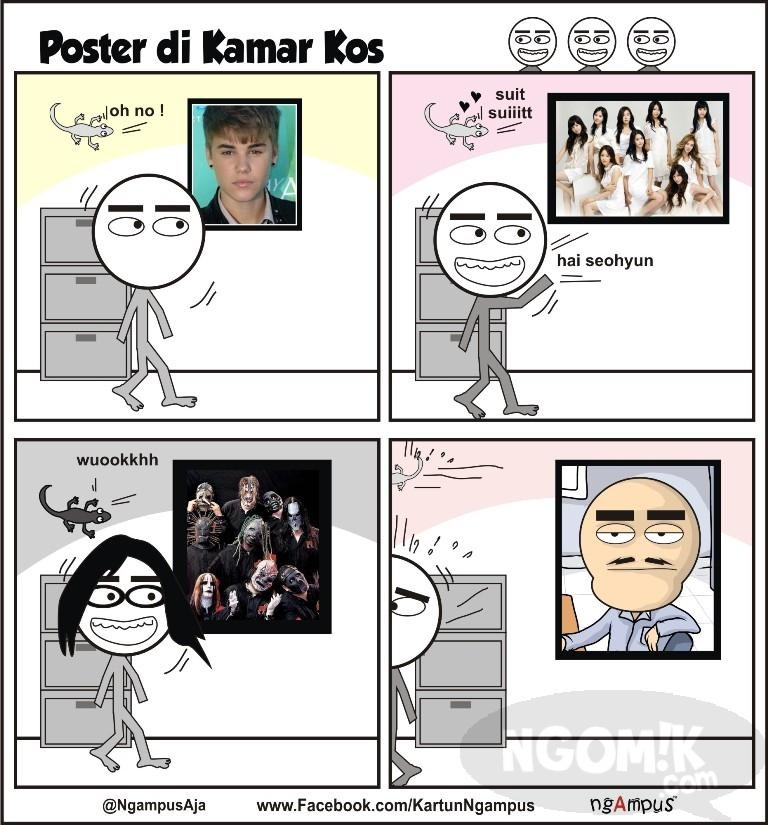 Poster di Kamar Kos
oh no !
suit
suiiitt
hai seohyun
wuookkhh
NGOM!K
.com
@NgampusAja
www.Facebook.com/KartunNgampus
ngAmpus